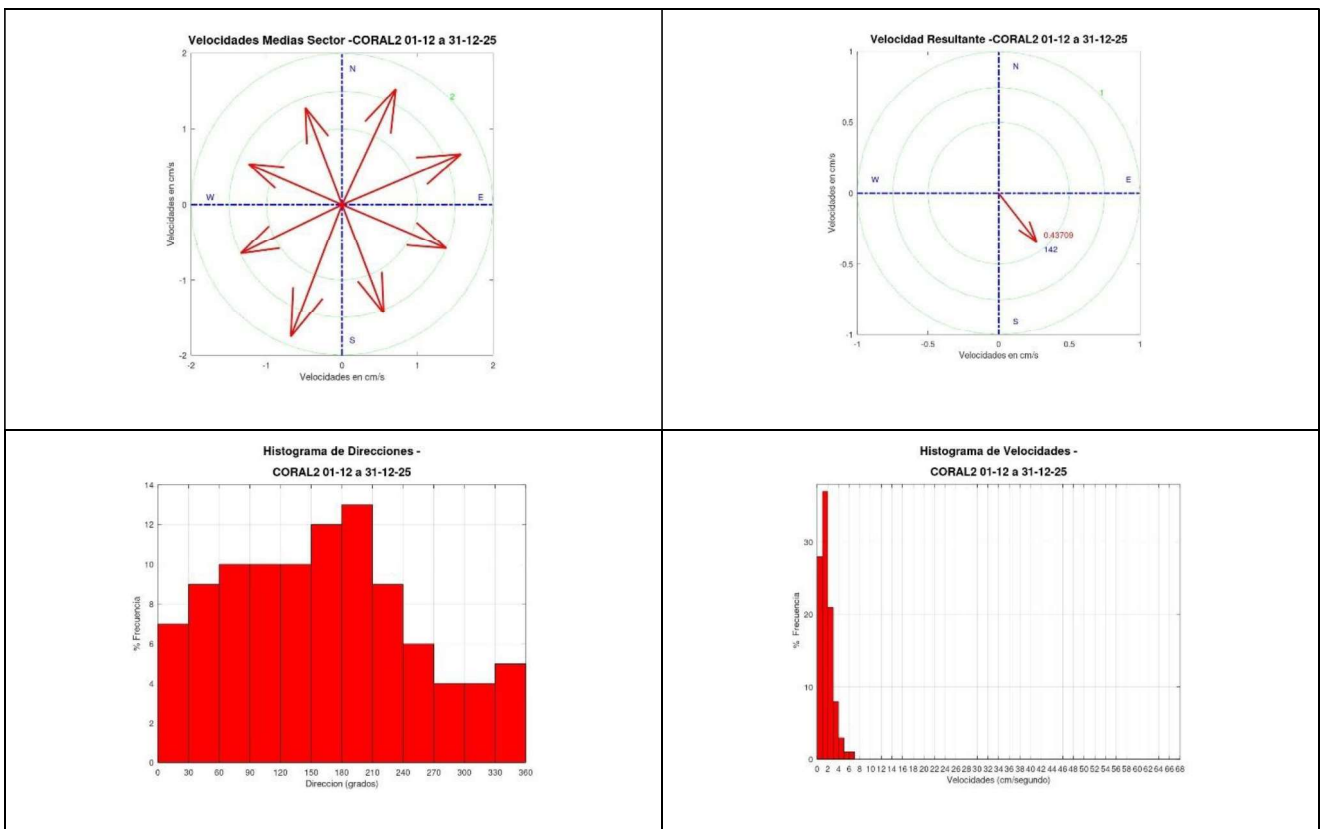 Velocidades Medias Sector -CORAL2 01-12 a 31-12-25
2
N
2
1
Velocidades en cm/s
W
0
E
-1
S
-2
-2 -1 0 1 2
Velocidades en cm/s
Velocidad Resultante -CORAL2 01-12 a 31-12-25
1
N
1
0.5
Velocidades en cm/s
W
E
0
0.43709
142
-0.5
S
-1
-1 -0.5 0 0.5 1
Velocidades en cm/s
Histograma de Direcciones -
CORAL2 01-12 a 31-12-25
14
12
10
8
6
4
2
0
% Frecuencia
0 30 60 90 120 150 180 210 240 270 300 330 360
Direccion (grados)
Histograma de Velocidades -
CORAL2 01-12 a 31-12-25
30
20
10
0
% Frecuencia
0 2 4 6 8 10 12 14 16 18 20 22 24 26 28 30 32 34 36 38 40 42 44 46 48 50 52 54 56 58 60 62 64 66 68
Velocidades (cm/segundo)